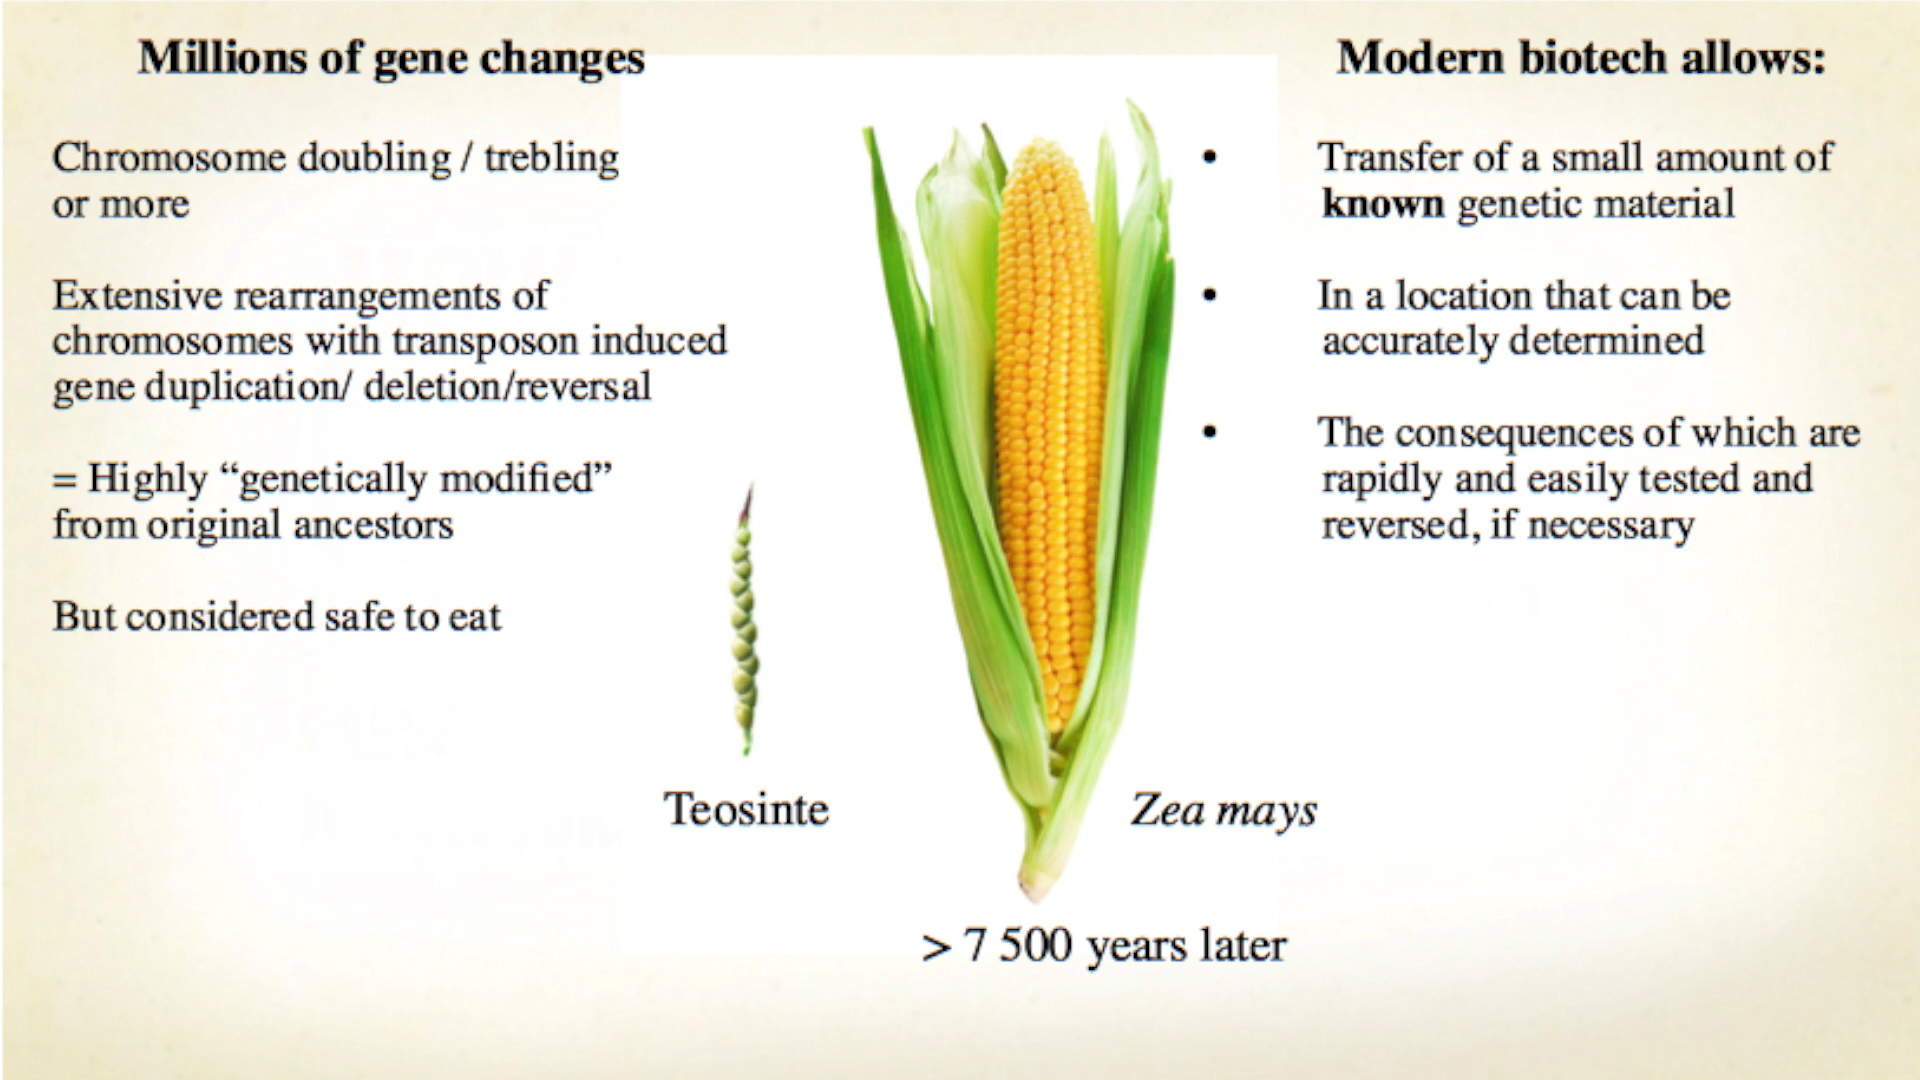 Millions of gene changes
Chromosome doubling / trebling
or more
Extensive rearrangements of
chromosomes with transposon induced
gene duplication/ deletion/reversal
= Highly “genetically modified”
from original ancestors
But considered safe to eat
Teosinte
Zea mays
> 7 500 years later
Modern biotech allows:
• Transfer of a small amount of
known genetic material
• In a location that can be
accurately determined
• The consequences of which are
rapidly and easily tested and
reversed, if necessary